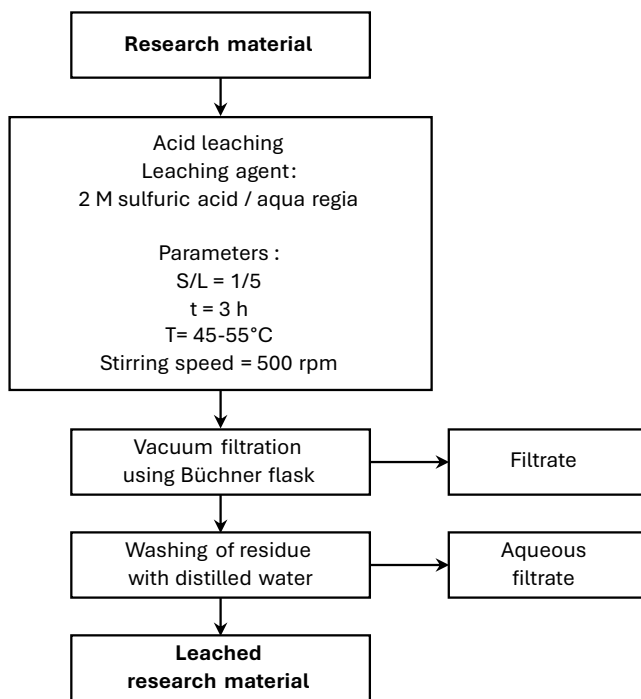 Research material
Acid leaching
Leaching agent:
2 M sulfuric acid / aqua regia
Parameters :
S/L = 1/5
t = 3 h
T= 45-55°C
Stirring speed = 500 rpm
Vacuum filtration
using Büchner flask
Filtrate
Washing of residue
with distilled water
Aqueous
filtrate
Leached
research material